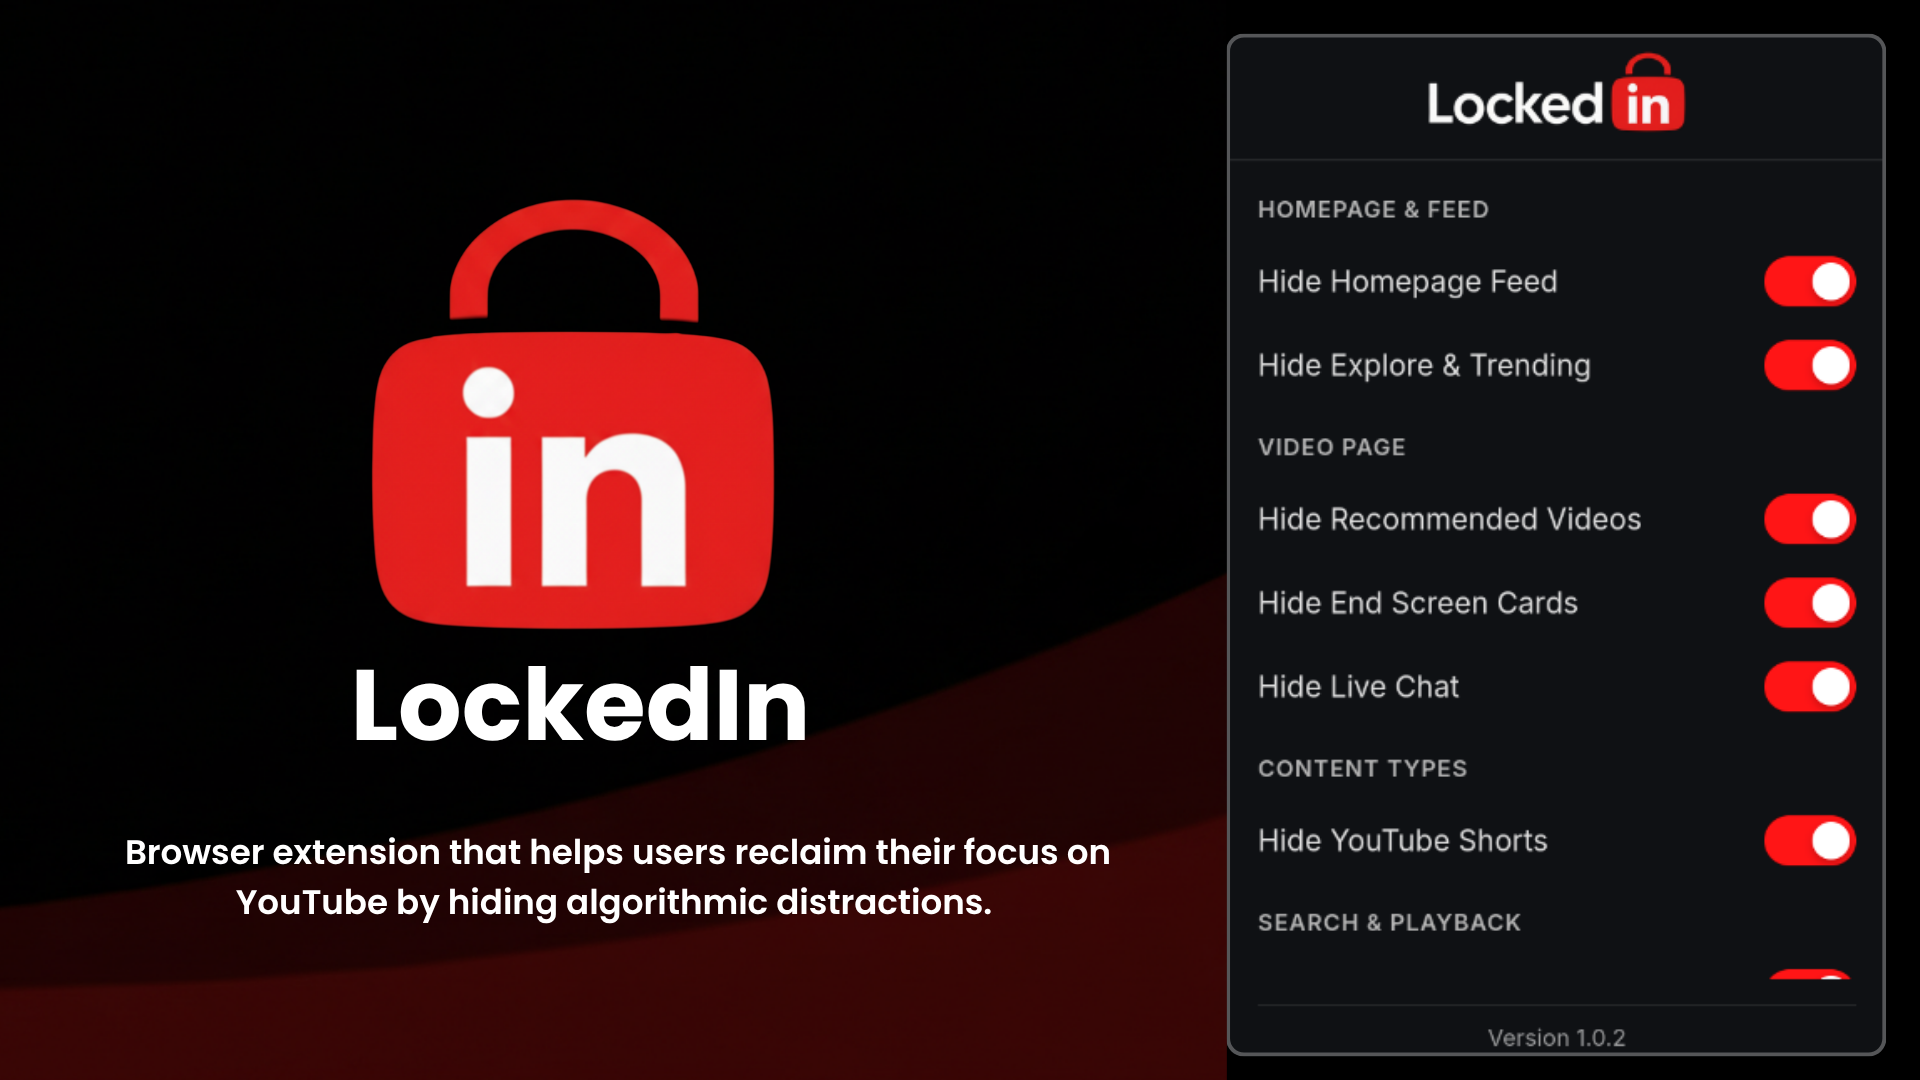 in
LockedIn
Browser extension that helps users reclaim their focus on
YouTube by hiding algorithmic distractions.
Locked in
HOMEPAGE & FEED
Hide Homepage Feed
Hide Explore & Trending
VIDEO PAGE
Hide Recommended Videos
Hide End Screen Cards
Hide Live Chat
CONTENT TYPES
Hide YouTube Shorts
SEARCH & PLAYBACK
Version 1.0.2